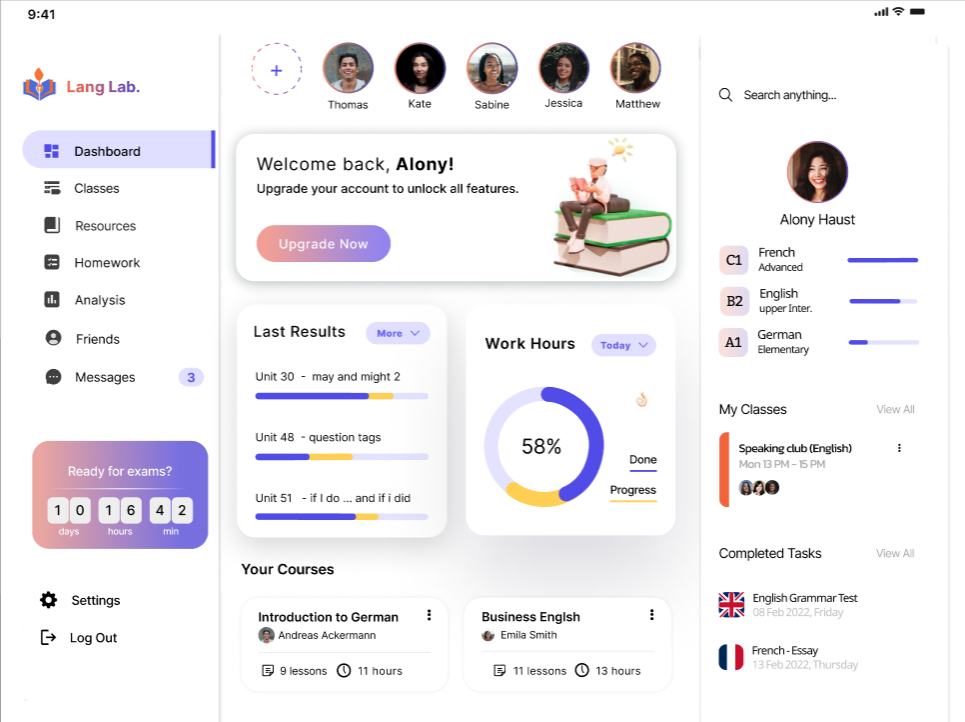 9:41
Lang Lab.
Dashboard
Classes
Resources
Homework
Analysis
Friends
Messages
3
Ready for exams?
1 0 1 6 4 2
days hours min
Settings
Log Out
+
Thomas
Kate
Sabine
Jessica
Matthew
Welcome back, Alony!
Upgrade your account to unlock all features.
Upgrade Now
Last Results
More
Unit 30 - may and might 2
Unit 48 - question tags
Unit 51 - if I do ... and if i did
Work Hours
Today
58%
Done
Progress
Your Courses
Introduction to German
Andreas Ackermann
9 lessons
11 hours
Business Englsh
Emila Smith
11 lessons
13 hours
Search anything...
Alony Haust
C1
French
Advanced
B2
English
upper Inter.
A1
German
Elementary
My Classes
View All
Speaking club (English)
Mon 13 PM - 15 PM
Completed Tasks
View All
English Grammar Test
08 Feb 2022, Friday
French - Essay
13 Feb 2022, Thursday